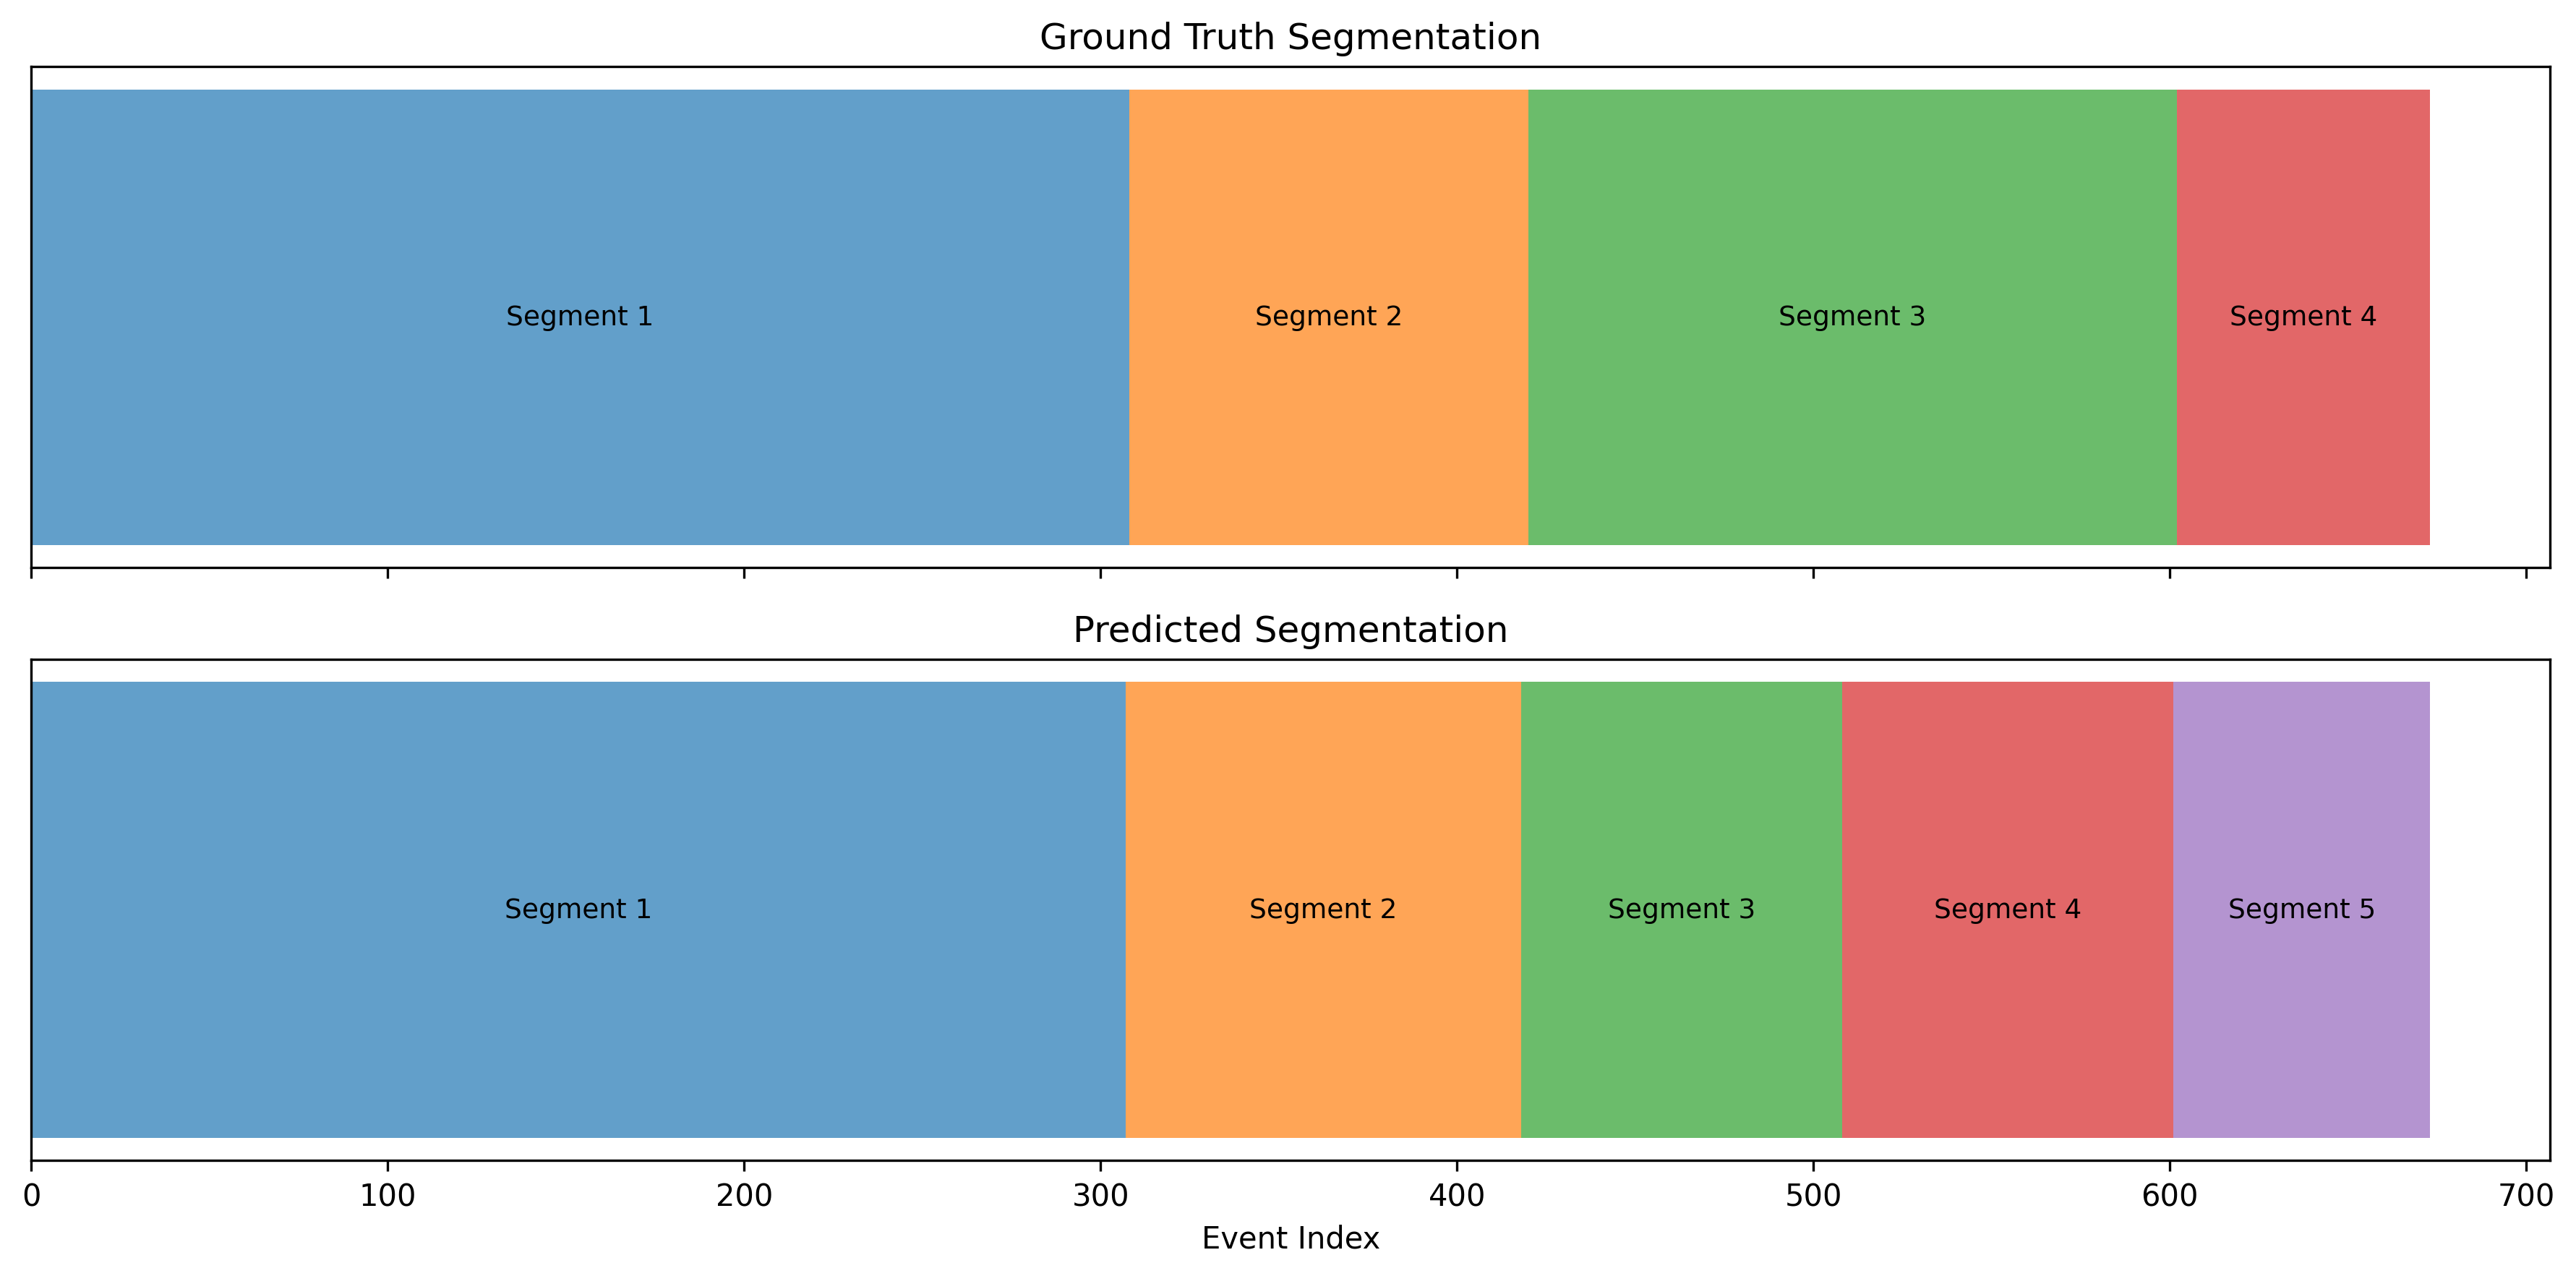 Ground Truth Segmentation
Segment 1 Segment 2 Segment 3 Segment 4
Predicted Segmentation
Segment 1 Segment 2 Segment 3 Segment 4 Segment 5
0 100 200 300 400 500 600 700
Event Index